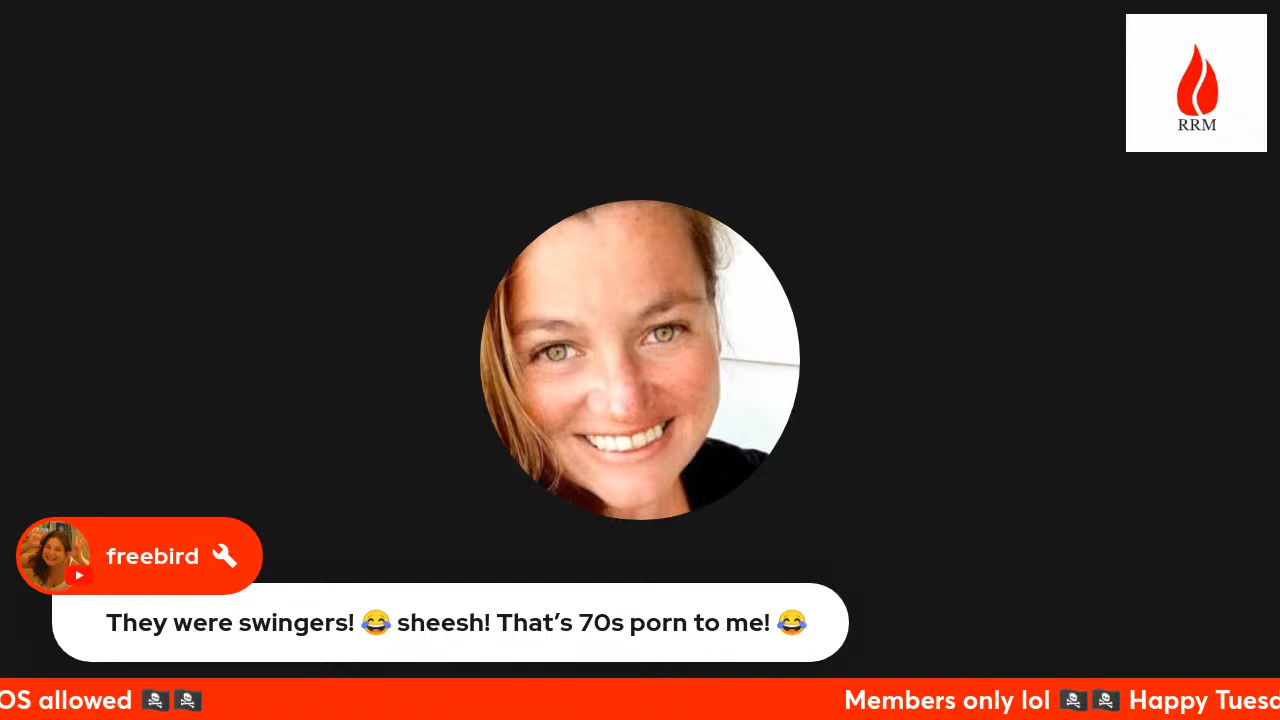 RRM
freebird
They were swingers! 😂 sheesh! That’s 70s porn to me! 😂
OS allowed 🏴‍☠️🏴‍☠️ Members only lol 🏴‍☠️🏴‍☠️ Happy Tuesd